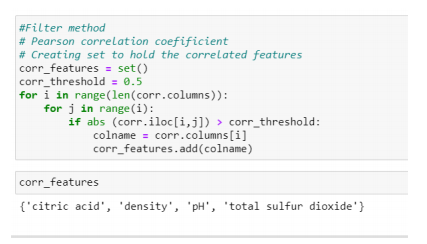 #Filter method
# Pearson correlation coefificient
# Creating set to hold the correlated features
corr_features = set()
corr_threshold = 0.5
for i in range(len(corr.columns)):
    for j in range(i):
        if abs (corr.iloc[i,j]) > corr_threshold:
            colname = corr.columns[i]
            corr_features.add(colname)
corr_features
{'citric acid', 'density', 'pH', 'total sulfur dioxide'}